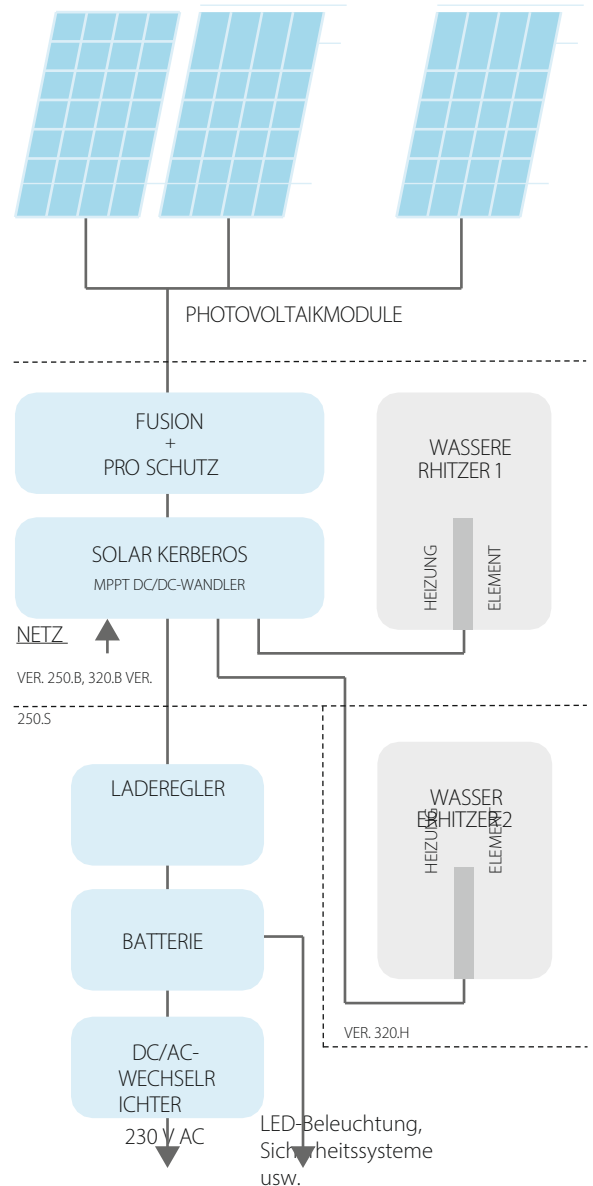 PHOTOVOLTAIKMODULE
FUSION
+
PRO SCHUTZ
WASSERE
RHITZER 1
HEIZUNG
ELEMENT
SOLAR KERBEROS
MPPT DC/DC-WANDLER
NETZ
VER. 250.B, 320.B VER.
250.S
LADEREGLER
WASSER
ERHITZER 2
HEIZUNG
ELEMENT
BATTERIE
VER. 320.H
DC/AC-
WECHSELR
ICHTER
230 V AC
LED-Beleuchtung,
Sicherheitssysteme
usw.